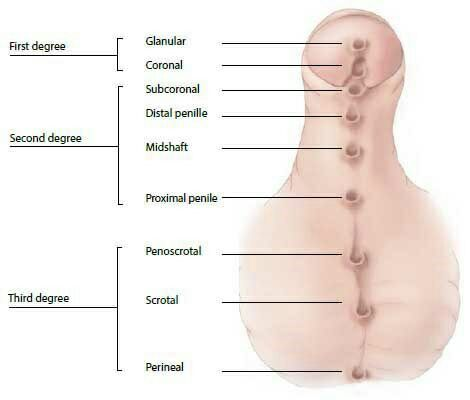 First degree
Glanular
Coronal
Second degree
Subcoronal
Distal penille
Midshaft
Proximal penile
Third degree
Penoscrotal
Scrotal
Perineal